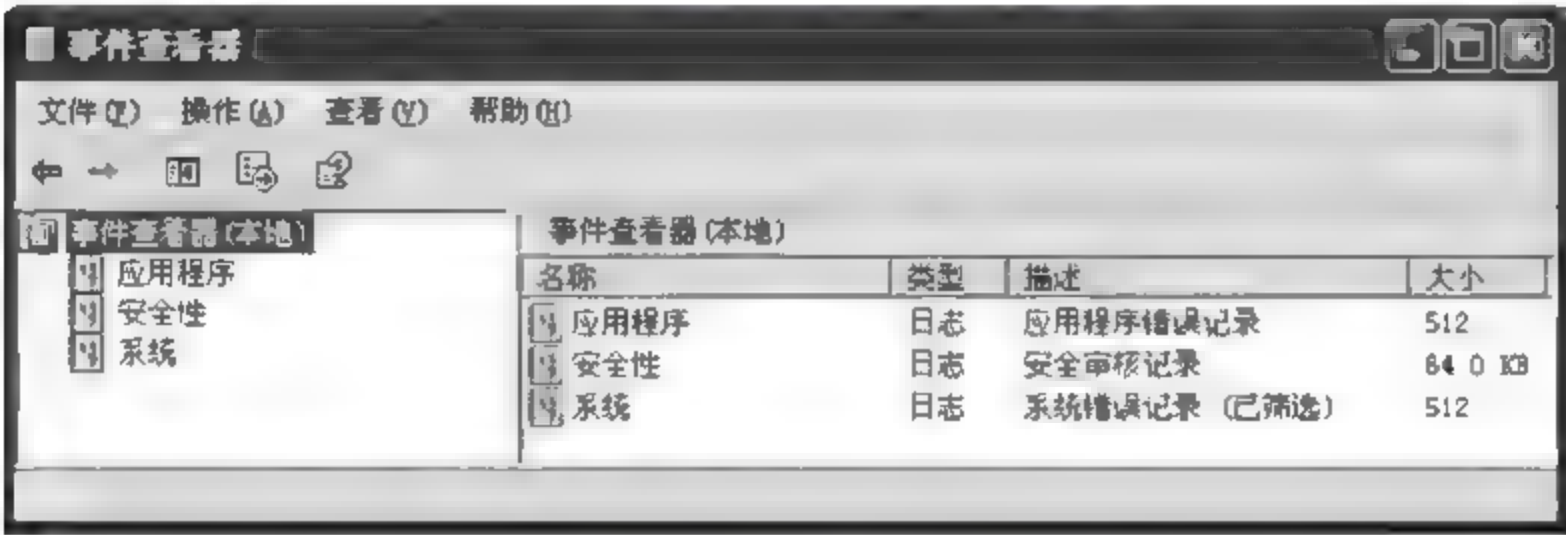 事件查看器
文件(F) 操作(A) 查看(V) 帮助(H)
事件查看器(本地)
应用程序
安全性
系统
事件查看器(本地)
名称 类型 描述 大小
应用程序 日志 应用程序错误记录 512
安全性 日志 安全审核记录 64.0 KB
系统 日志 系统错误记录 (已筛选) 512